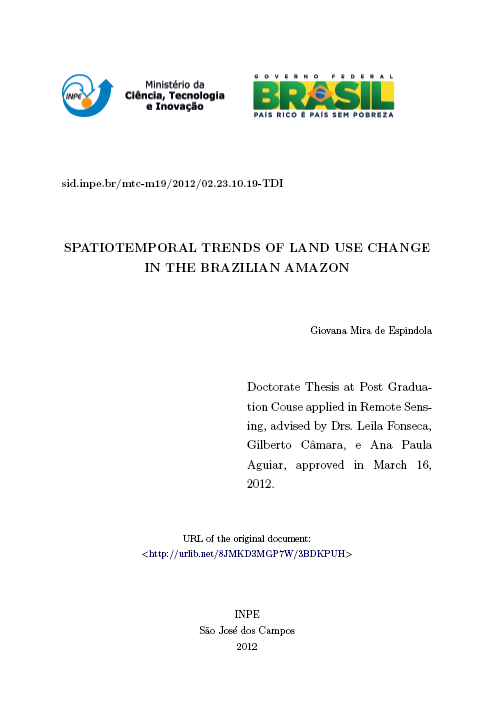 INPE
Ministério da
Ciência, Tecnologia
e Inovação
GOVERNO FEDERAL
BRASIL
PAÍS RICO É PAÍS SEM POBREZA
sid.inpe.br/mtc-m19/2012/02.23.10.19-TDI
SPATIOTEMPORAL TRENDS OF LAND USE CHANGE
IN THE BRAZILIAN AMAZON
Giovana Mira de Espindola
Doctorate Thesis at Post Gradua-
tion Couse applied in Remote Sens-
ing, advised by Drs. Leila Fonseca,
Gilberto Câmara, e Ana Paula
Aguiar, approved in March 16,
2012.
URL of the original document:
<http://urlib.net/8JMKD3MGP7W/3BDKPUH>
INPE
São José dos Campos
2012